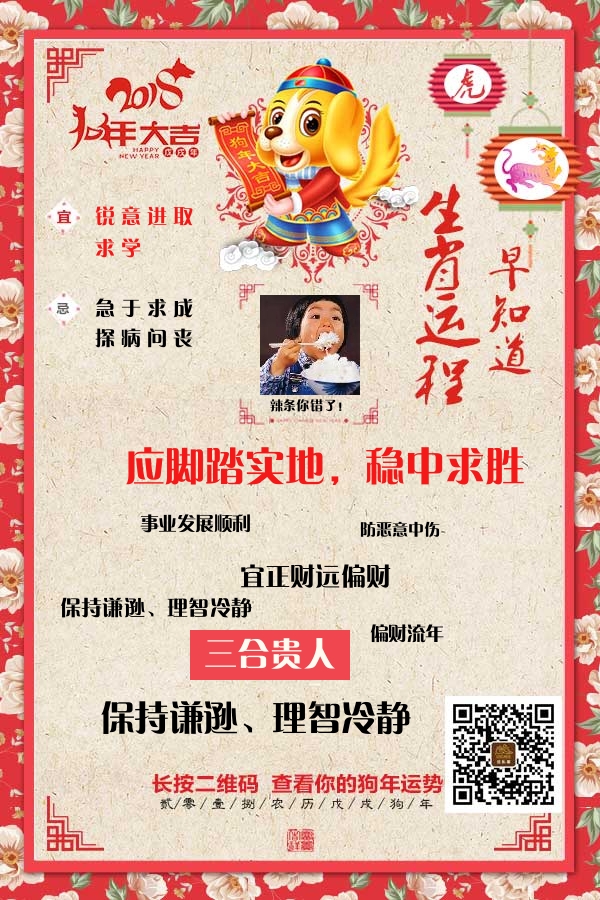 2018
狗年大吉
HAPPY
NEW YEAR 戊戌年
狗年大吉
虎
生肖运程
早知道
宜
锐意进取
求学
忌
急于求成
探病问丧
辣条你错了!
应脚踏实地，稳中求胜
事业发展顺利
防恶意中伤
宜正财远偏财
保持谦逊、理智冷静
偏财流年
三合贵人
保持谦逊、理智冷静
长按二维码 查看你的狗年运势
贰/零/壹/捌/农/历/戊/戌/狗/年